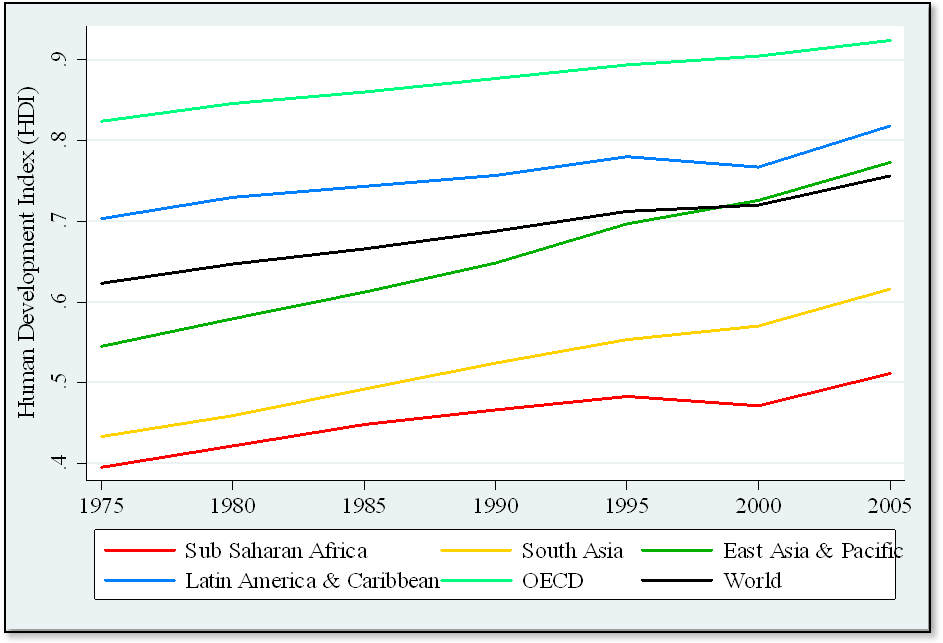 Human Development Index (HDI)
.9
.8
.7
.6
.5
.4
1975 1980 1985 1990 1995 2000 2005
Sub Saharan Africa South Asia East Asia & Pacific
Latin America & Caribbean OECD World